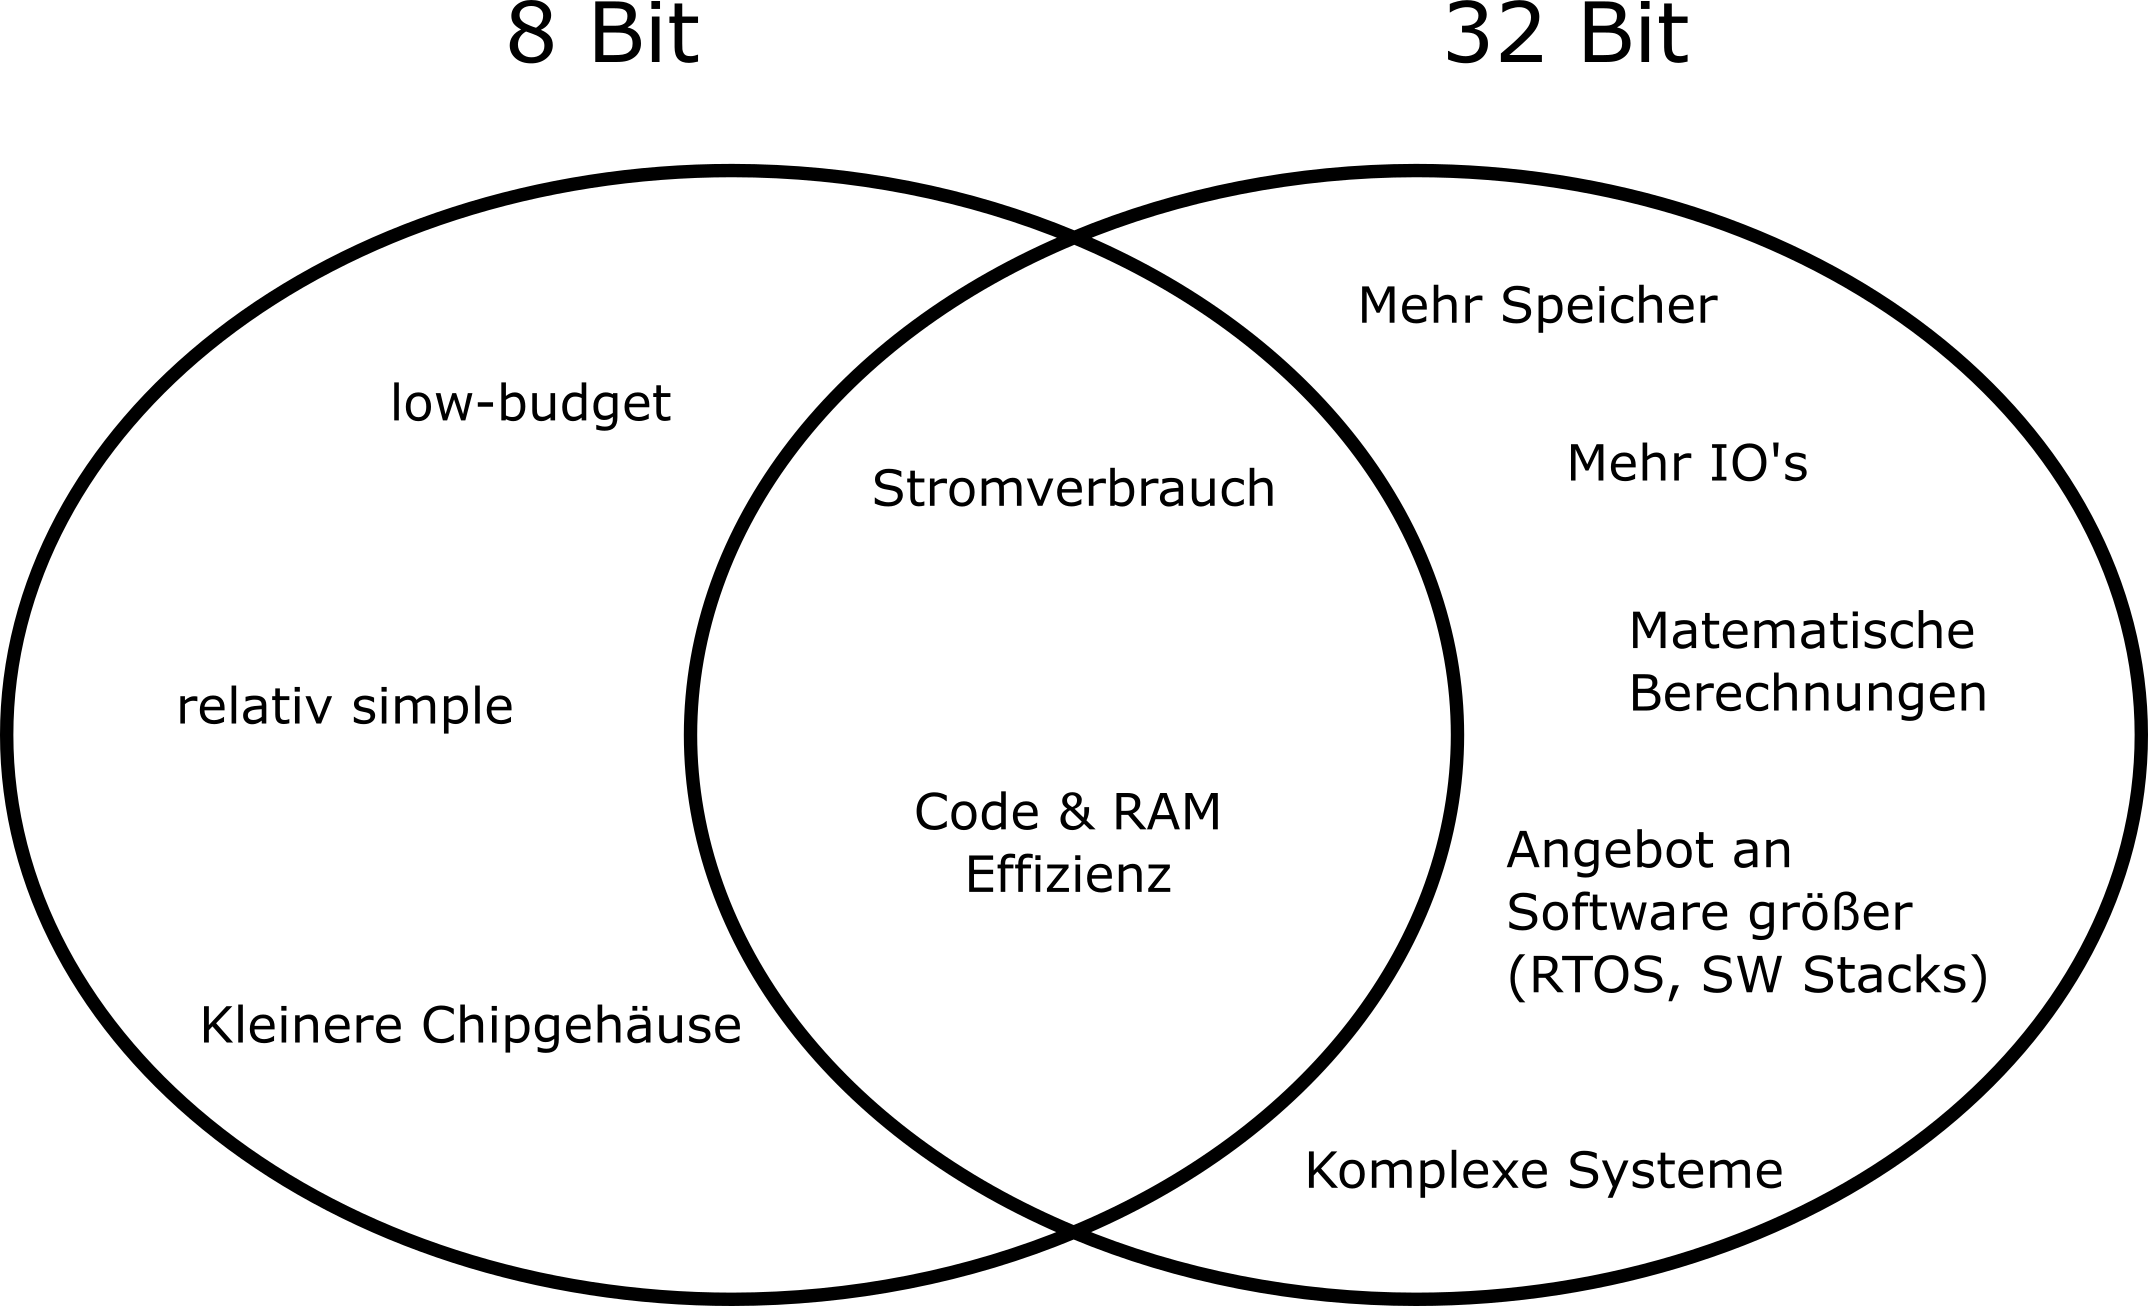 8 Bit
32 Bit
low-budget
relativ simple
Kleinere Chipgehäuse
Stromverbrauch
Code & RAM
Effizienz
Mehr Speicher
Mehr IO's
Matematische
Berechnungen
Angebot an
Software größer
(RTOS, SW Stacks)
Komplexe Systeme